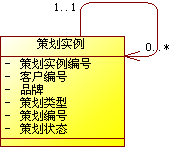 1..1
策划实例
0..*
- 策划实例编号
- 客户编号
- 品牌
- 策划类型
- 策划编号
- 策划状态